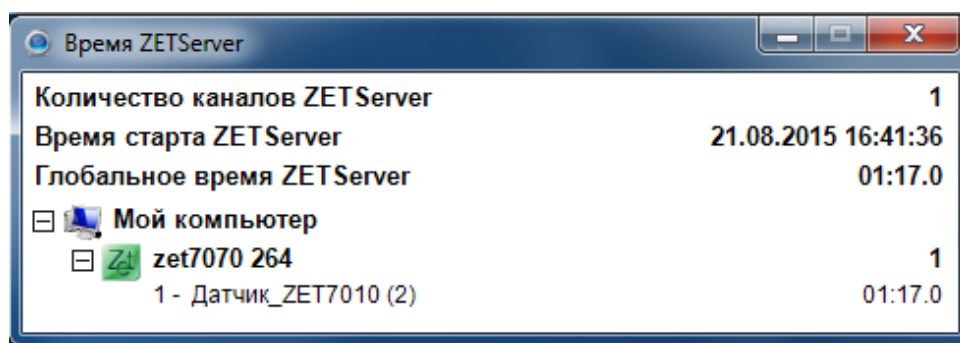 Время ZETServer
Количество каналов ZETServer 1
Время старта ZETServer 21.08.2015 16:41:36
Глобальное время ZETServer 01:17.0
Мой компьютер
zet7070 264 1
1 - Датчик_ZET7010 (2) 01:17.0